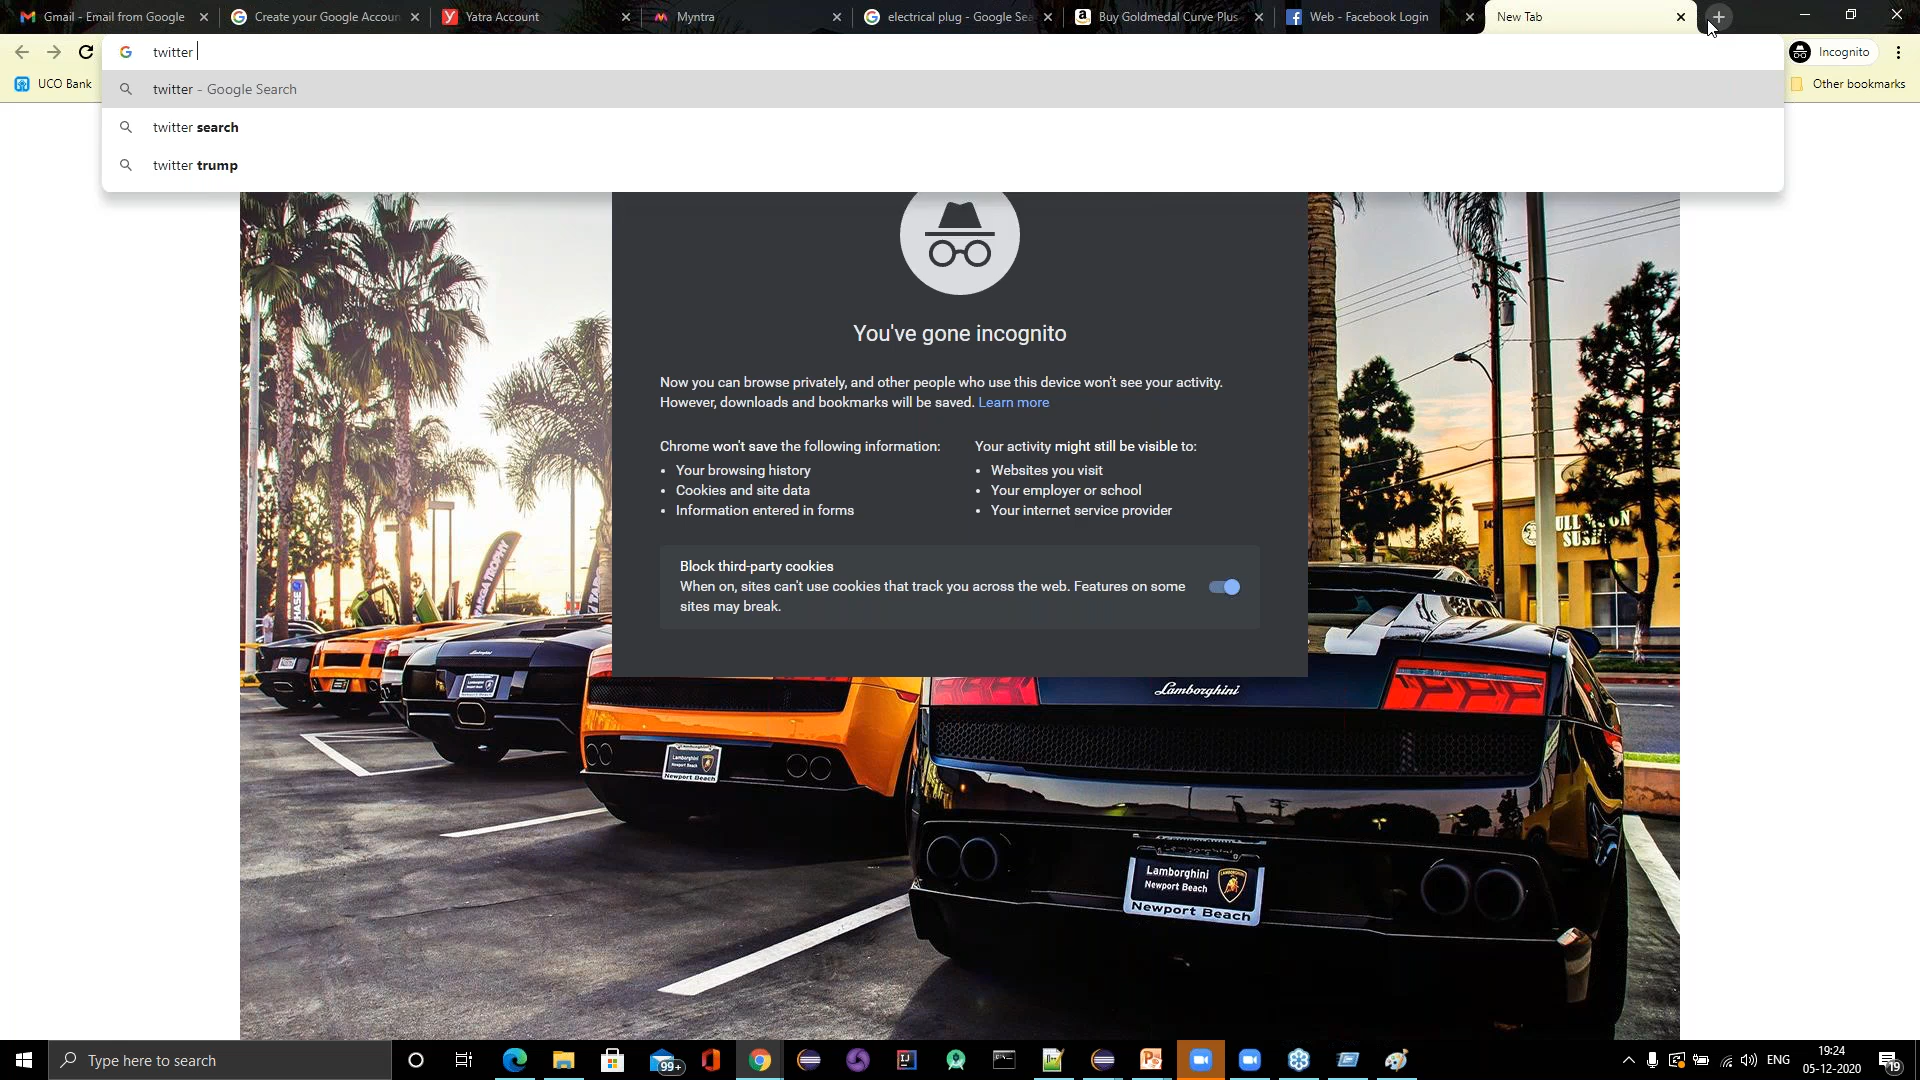 Gmail - Email from Google
Create your Google Accoun
Yatra Account
Myntra
electrical plug - Google Sea
Buy Goldmedal Curve Plus
Web - Facebook Login
New Tab
twitter
Incognito
UCO Bank
Other bookmarks
twitter - Google Search
twitter search
twitter trump
You've gone incognito
Now you can browse privately, and other people who use this device won't see your activity.
However, downloads and bookmarks will be saved. Learn more
Chrome won't save the following information:
Your browsing history
Cookies and site data
Information entered in forms
Your activity might still be visible to:
Websites you visit
Your employer or school
Your internet service provider
Block third-party cookies
When on, sites can't use cookies that track you across the web. Features on some
sites may break.
TARGA TROPHY
Lamborghini
Lamborghini
Newport Beach
Newport Beach
Lamborghini
Newport Beach
Newport Beach
Type here to search
99+
ENG
19:24
05-12-2020
19